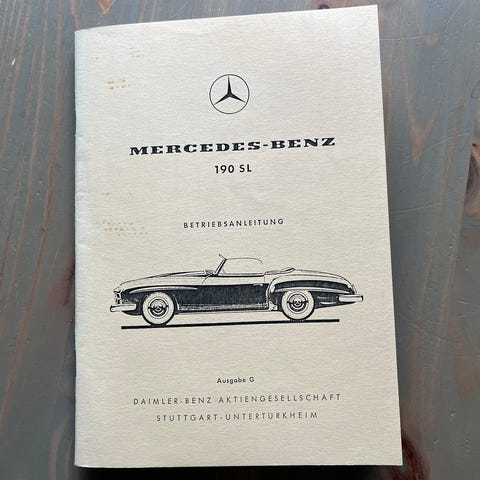 MERCEDES-BENZ
190 SL
BETRIEBSANLEITUNG
Ausgabe G
DAIMLER-BENZ AKTIENGESELLSCHAFT
STUTTGART-UNTERTÜRKHEIM